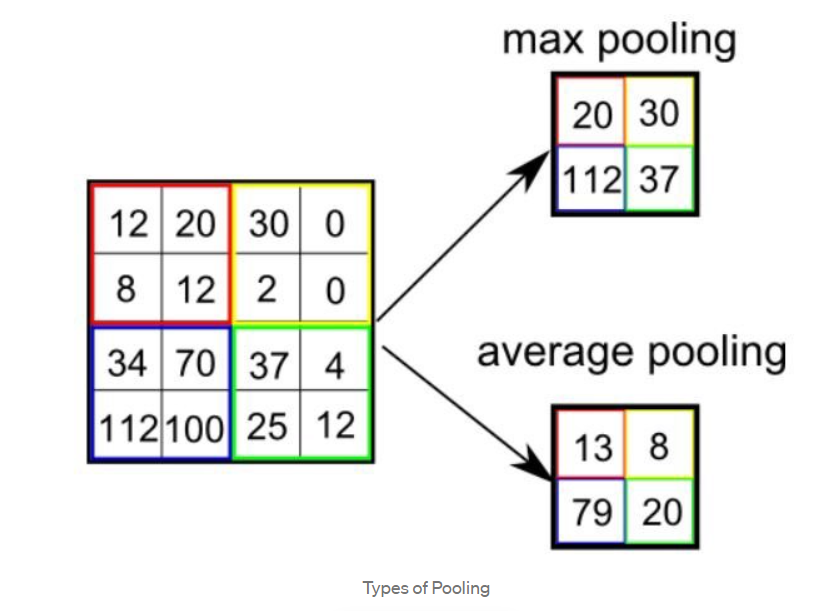 max pooling
20 30
112 37
12 20 30 0
8 12 2 0
34 70 37 4
112 100 25 12
average pooling
13 8
79 20
Types of Pooling